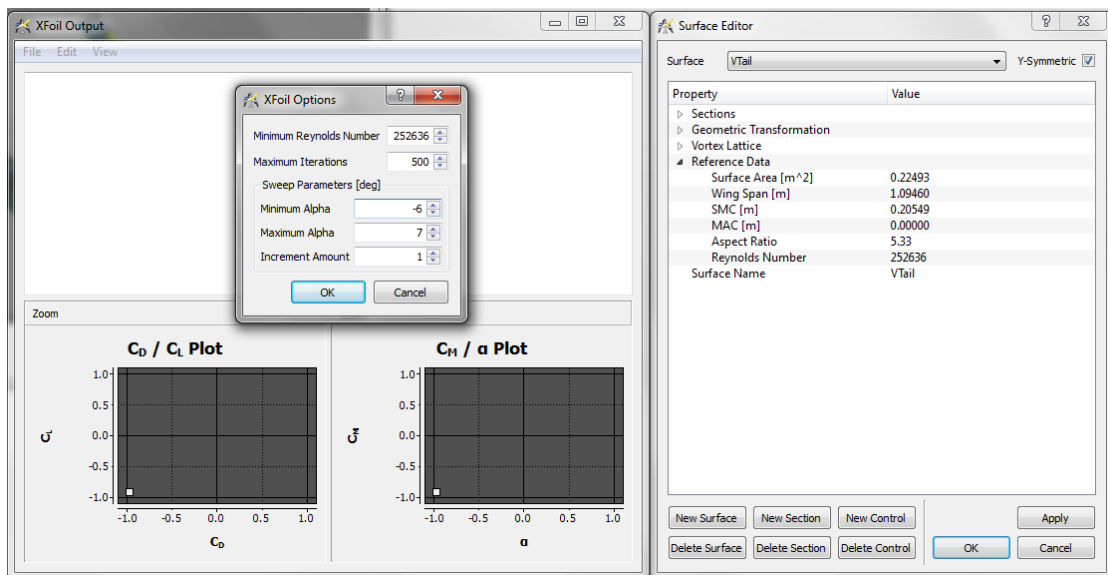 XFoil Output
File Edit View
XFoil Options
Minimum Reynolds Number 252636
Maximum Iterations 500
Sweep Parameters [deg]
Minimum Alpha -6
Maximum Alpha 7
Increment Amount 1
OK Cancel
Zoom
C_D / C_L Plot
1.0
0.5
0.0
-0.5
-1.0
C_L
-1.0 -0.5 0.0 0.5 1.0
C_D
C_M / α Plot
1.0
0.5
0.0
-0.5
-1.0
C_M
-1.0 -0.5 0.0 0.5 1.0
α
Surface Editor
Surface VTail Y-Symmetric
Property Value
Sections
Geometric Transformation
Vortex Lattice
Reference Data
Surface Area [m^2] 0.22493
Wing Span [m] 1.09460
SMC [m] 0.20549
MAC [m] 0.00000
Aspect Ratio 5.33
Reynolds Number 252636
Surface Name VTail
New Surface New Section New Control Apply
Delete Surface Delete Section Delete Control OK Cancel